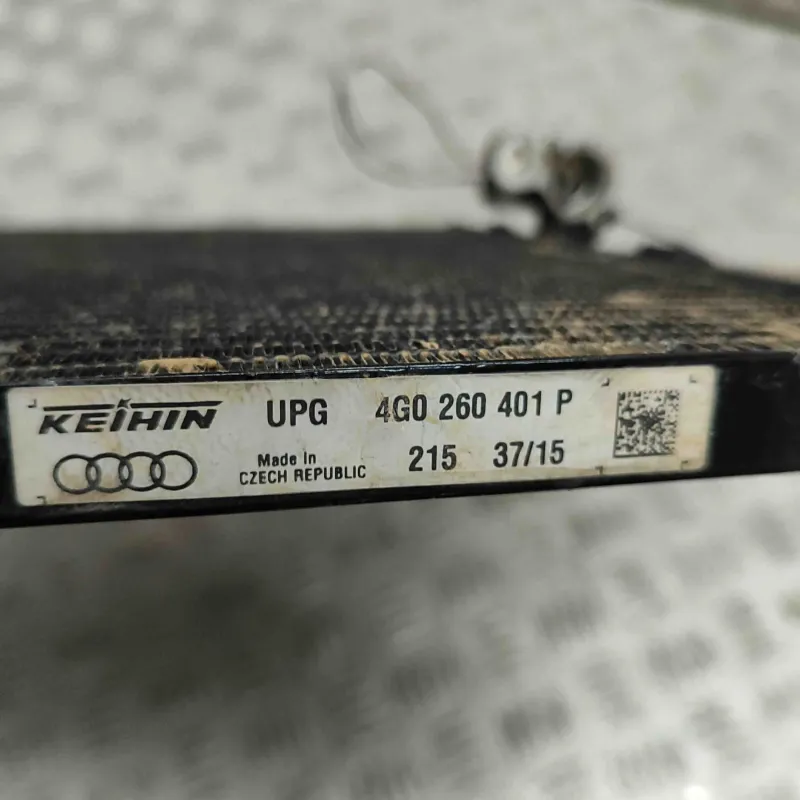 KEIHIN UPG 4G0 260 401 P
Made in
CZECH REPUBLIC 215 37/15